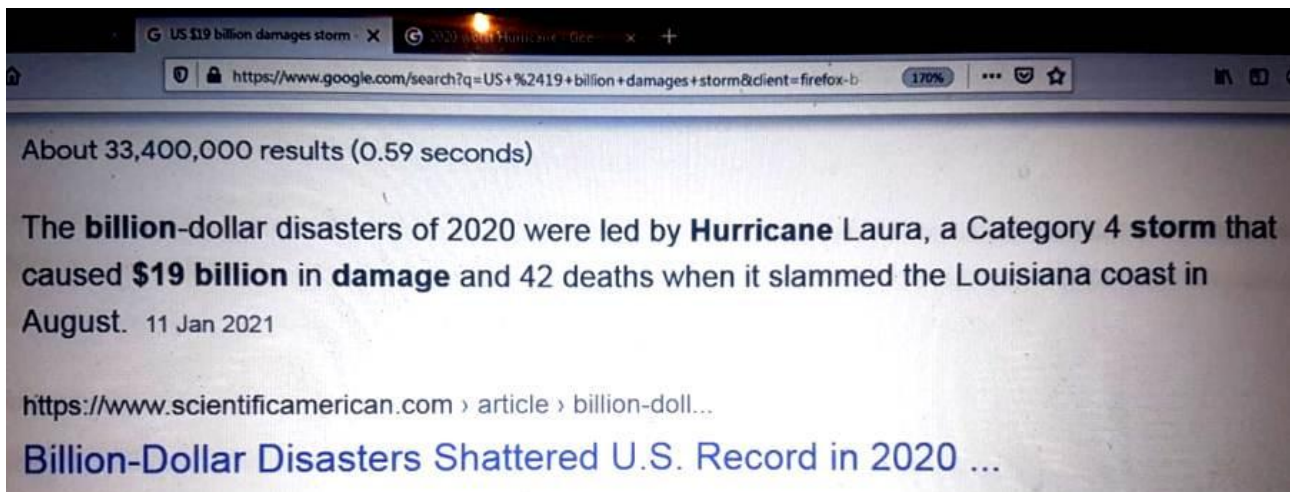 US $19 billion damages storm
2020 worst Hurricane
https://www.google.com/search?q=US+%2419+billion+damages+storm&client=firefox-b
170%
About 33,400,000 results (0.59 seconds)
The billion-dollar disasters of 2020 were led by Hurricane Laura, a Category 4 storm that
caused $19 billion in damage and 42 deaths when it slammed the Louisiana coast in
August. 11 Jan 2021
https://www.scientificamerican.com › article › billion-doll...
Billion-Dollar Disasters Shattered U.S. Record in 2020 ...